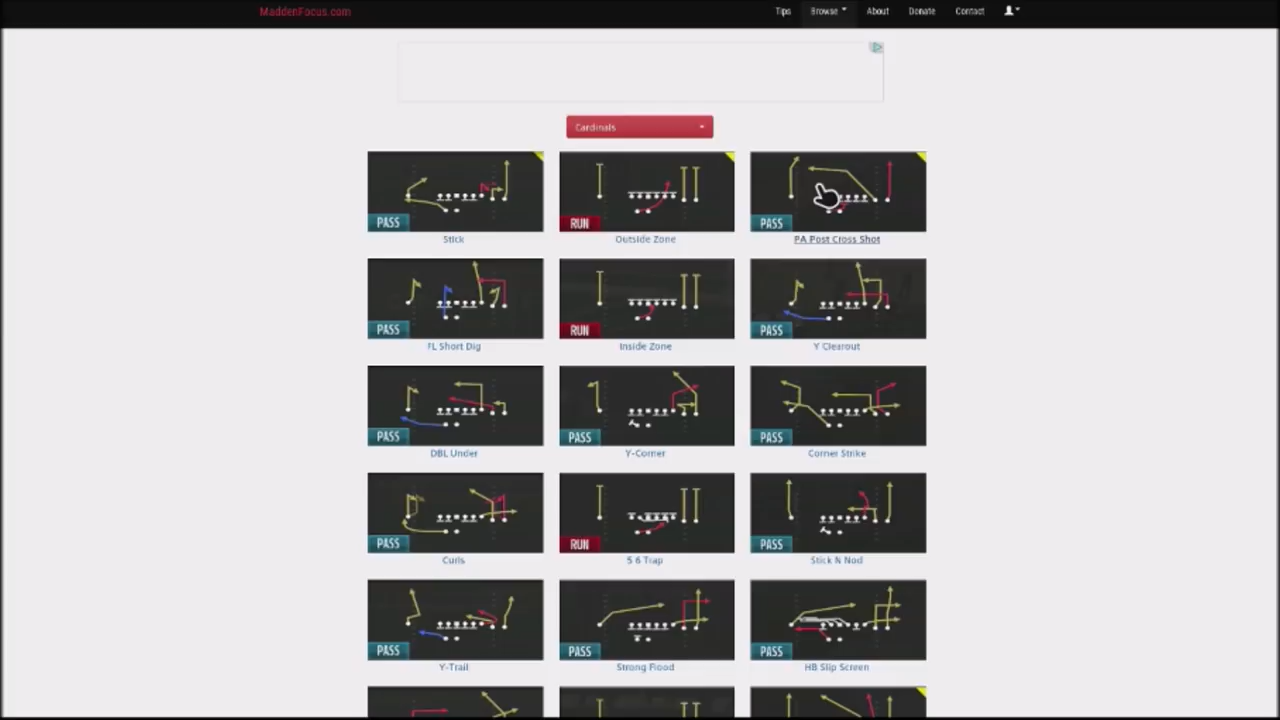 MaddenFocus.com Tips Browse About Donate Contact
Cardinals
PASS RUN PASS
Stick Outside Zone PA Post Cross Shot
PASS RUN PASS
FL Short Dig Inside Zone Y Clearout
PASS PASS PASS
DBL Under Y-Corner Corner Strike
PASS RUN PASS
Curls 5 6 Trap Stick N Nod
PASS PASS PASS
Y-Trail Strong Flood HB Slip Screen